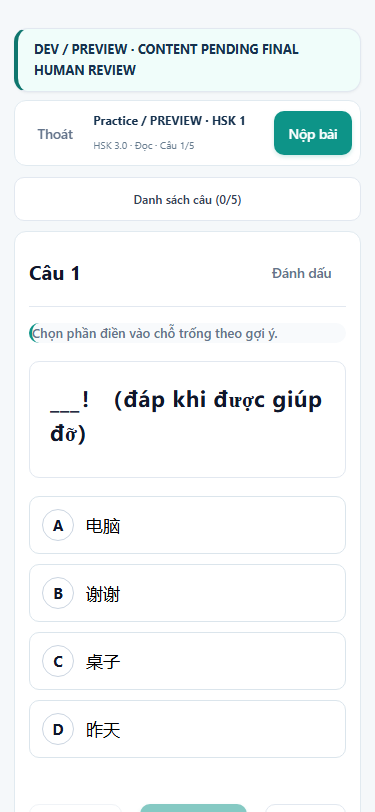 DEV / PREVIEW · CONTENT PENDING FINAL
HUMAN REVIEW
Thoát
Practice / PREVIEW · HSK 1
HSK 3.0 · Đọc · Câu 1/5
Nộp bài
Danh sách câu (0/5)
Câu 1
Đánh dấu
Chọn phần điền vào chỗ trống theo gợi ý.
___！（đáp khi được giúp
đỡ）
A 电脑
B 谢谢
C 桌子
D 昨天